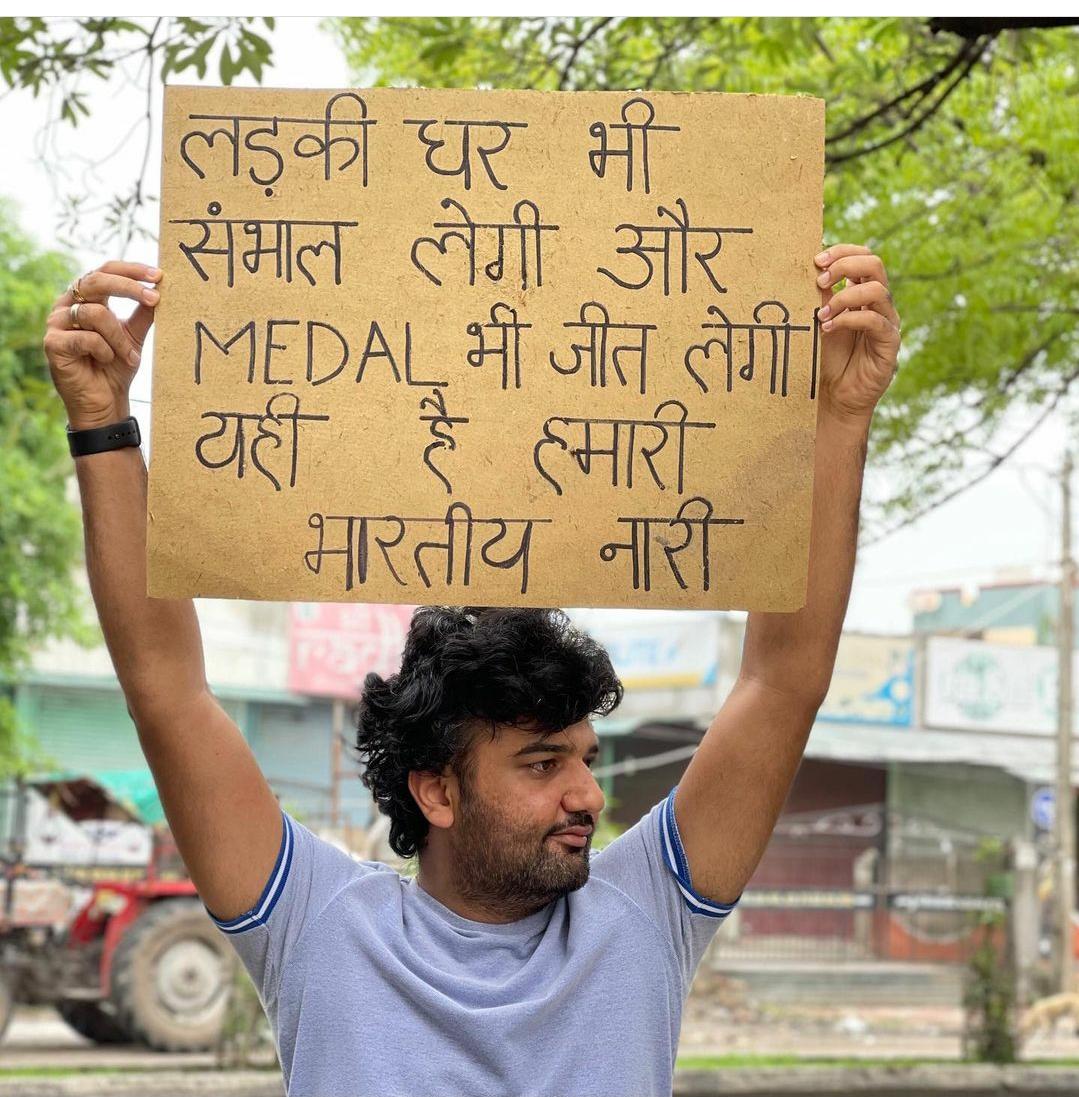 लड़की घर भी
संभाल लेगी और
MEDAL भी जीत लेगी।
यही है हमारी
भारतीय नारी